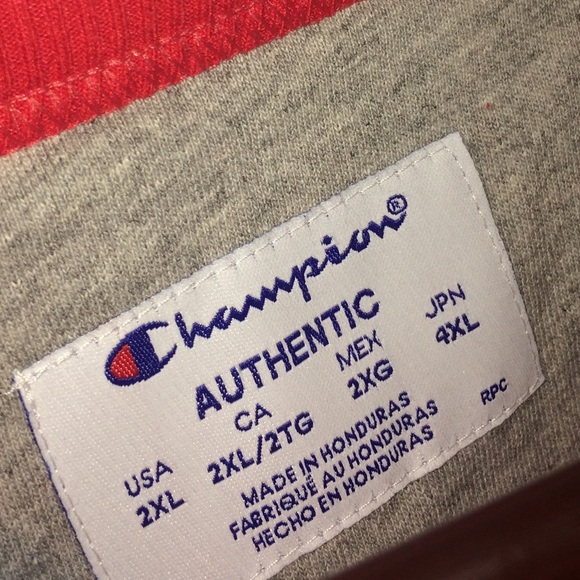 Champion®
AUTHENTIC
USA CA MEX JPN
2XL 2XL/2TG 2XG 4XL
MADE IN HONDURAS
FABRIQUÉ AU HONDURAS
HECHO EN HONDURAS
RPC